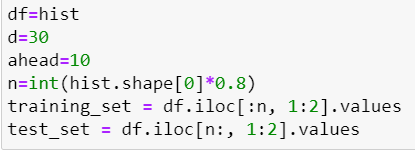 df=hist
d=30
ahead=10
n=int(hist.shape[0]*0.8)
training_set = df.iloc[:n, 1:2].values
test_set = df.iloc[n:, 1:2].values